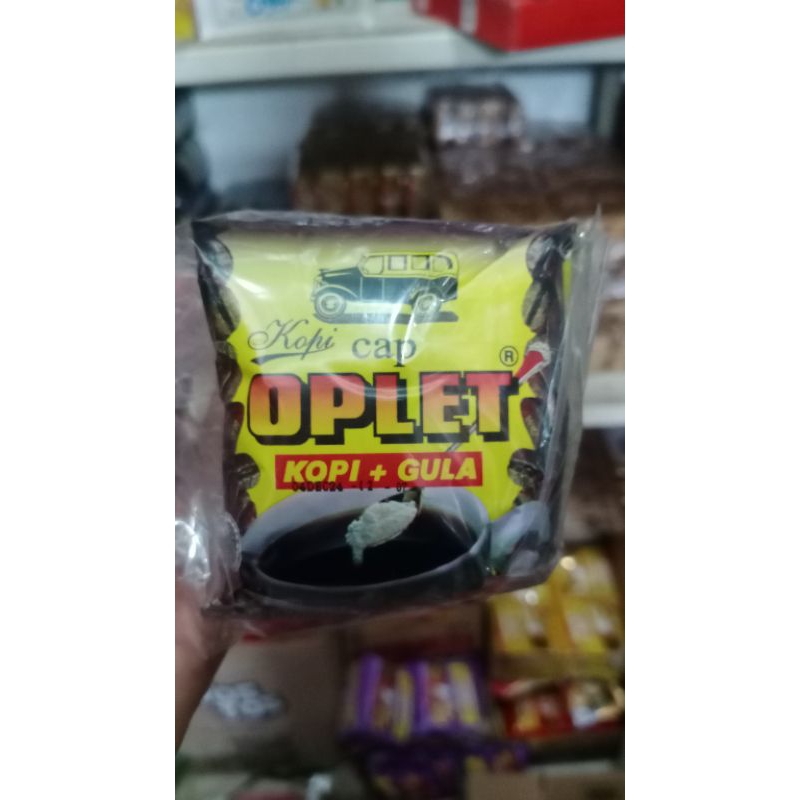 Kopi cap
®
OPLET
KOPI + GULA